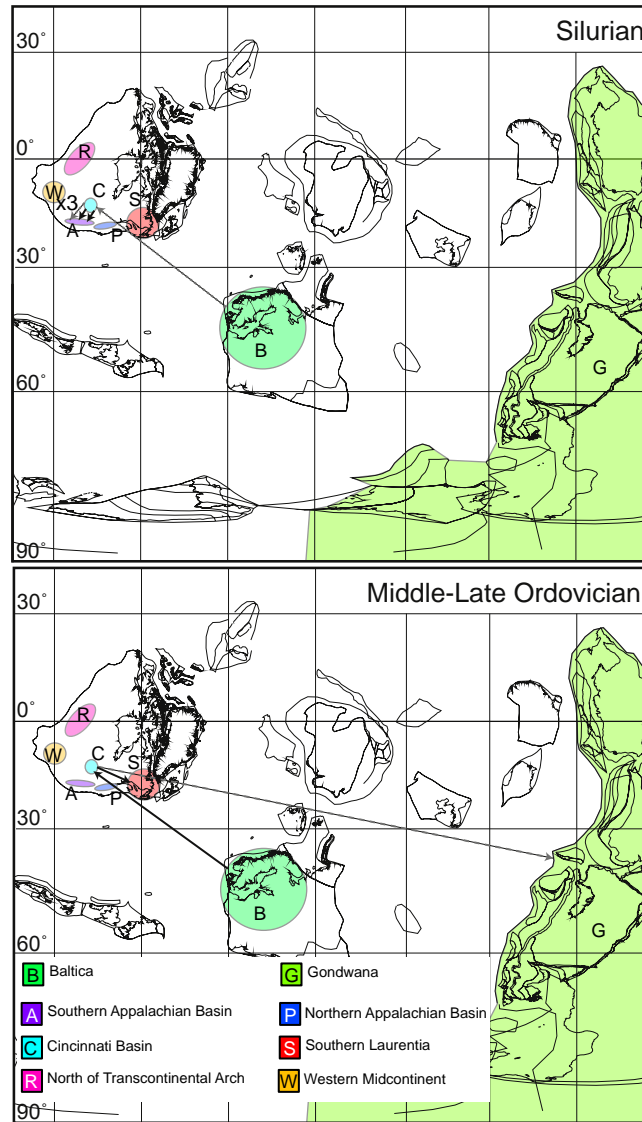 Silurian
30°
0°
R
W
C
S
x3
A
P
30°
B
G
60°
90°
Middle-Late Ordovician
30°
0°
R
W
C
S
A
P
30°
B
G
60°
B Baltica
G Gondwana
A Southern Appalachian Basin
P Northern Appalachian Basin
C Cincinnati Basin
S Southern Laurentia
R North of Transcontinental Arch
W Western Midcontinent
90°